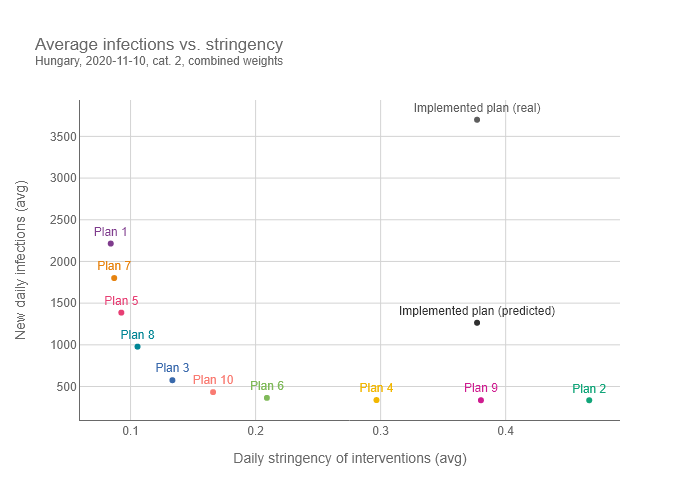 Average infections vs. stringency
Hungary, 2020-11-10, cat. 2, combined weights
Implemented plan (real)
3500
3000
2500
Plan 1
2000
Plan 7
1500
Plan 5
Implemented plan (predicted)
Plan 8
1000
Plan 3
Plan 10
Plan 6
Plan 4
Plan 9
Plan 2
500
0.1
0.2
0.3
0.4
New daily infections (avg)
Daily stringency of interventions (avg)